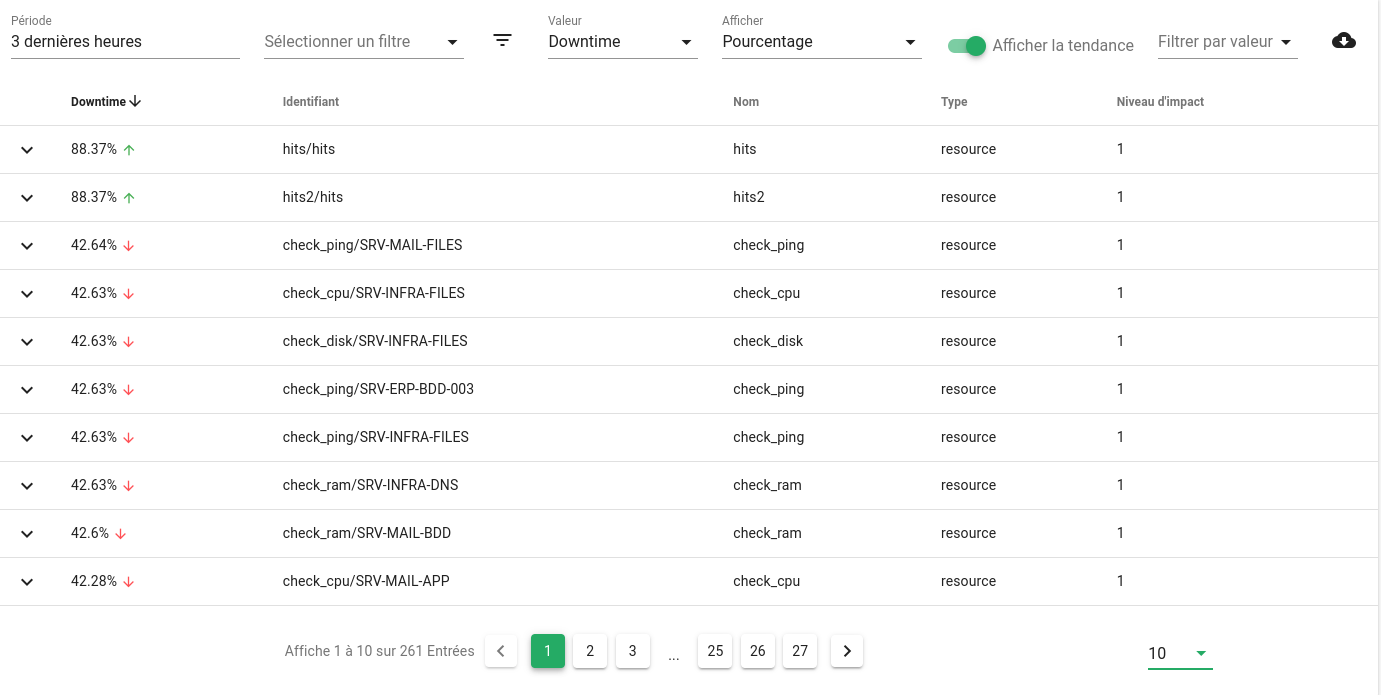 Période Valeur Afficher
3 dernières heures Sélectionner un filtre Downtime Pourcentage Afficher la tendance Filtrer par valeur
Downtime Identifiant Nom Type Niveau d'impact
88.37% hits/hits hits resource 1
88.37% hits2/hits hits2 resource 1
42.64% check_ping/SRV-MAIL-FILES check_ping resource 1
42.63% check_cpu/SRV-INFRA-FILES check_cpu resource 1
42.63% check_disk/SRV-INFRA-FILES check_disk resource 1
42.63% check_ping/SRV-ERP-BDD-003 check_ping resource 1
42.63% check_ping/SRV-INFRA-FILES check_ping resource 1
42.63% check_ram/SRV-INFRA-DNS check_ram resource 1
42.6% check_ram/SRV-MAIL-BDD check_ram resource 1
42.28% check_cpu/SRV-MAIL-APP check_cpu resource 1
Affiche 1 à 10 sur 261 Entrées 1 2 3 ... 25 26 27 10